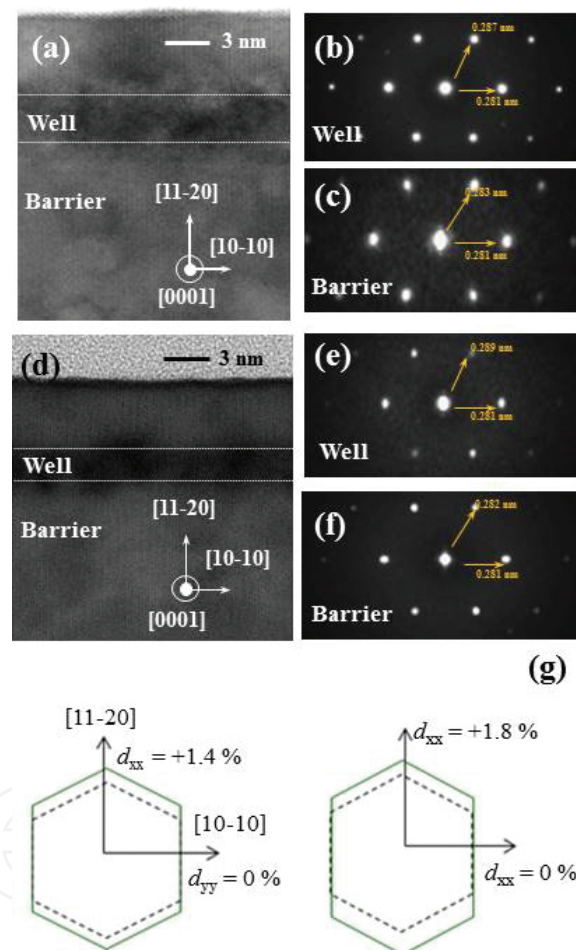 (a)
3 nm
Well
Barrier
[11-20]
[10-10]
[0001]
(b)
0.287 nm
0.281 nm
Well
(c)
0.283 nm
0.281 nm
Barrier
(d)
3 nm
Well
Barrier
[11-20]
[10-10]
[0001]
(e)
0.289 nm
0.281 nm
Well
(f)
0.282 nm
0.281 nm
Barrier
(g)
[11-20]
dxx = +1.4 %
[10-10]
dyy = 0 %
dxx = +1.8 %
dxx = 0 %